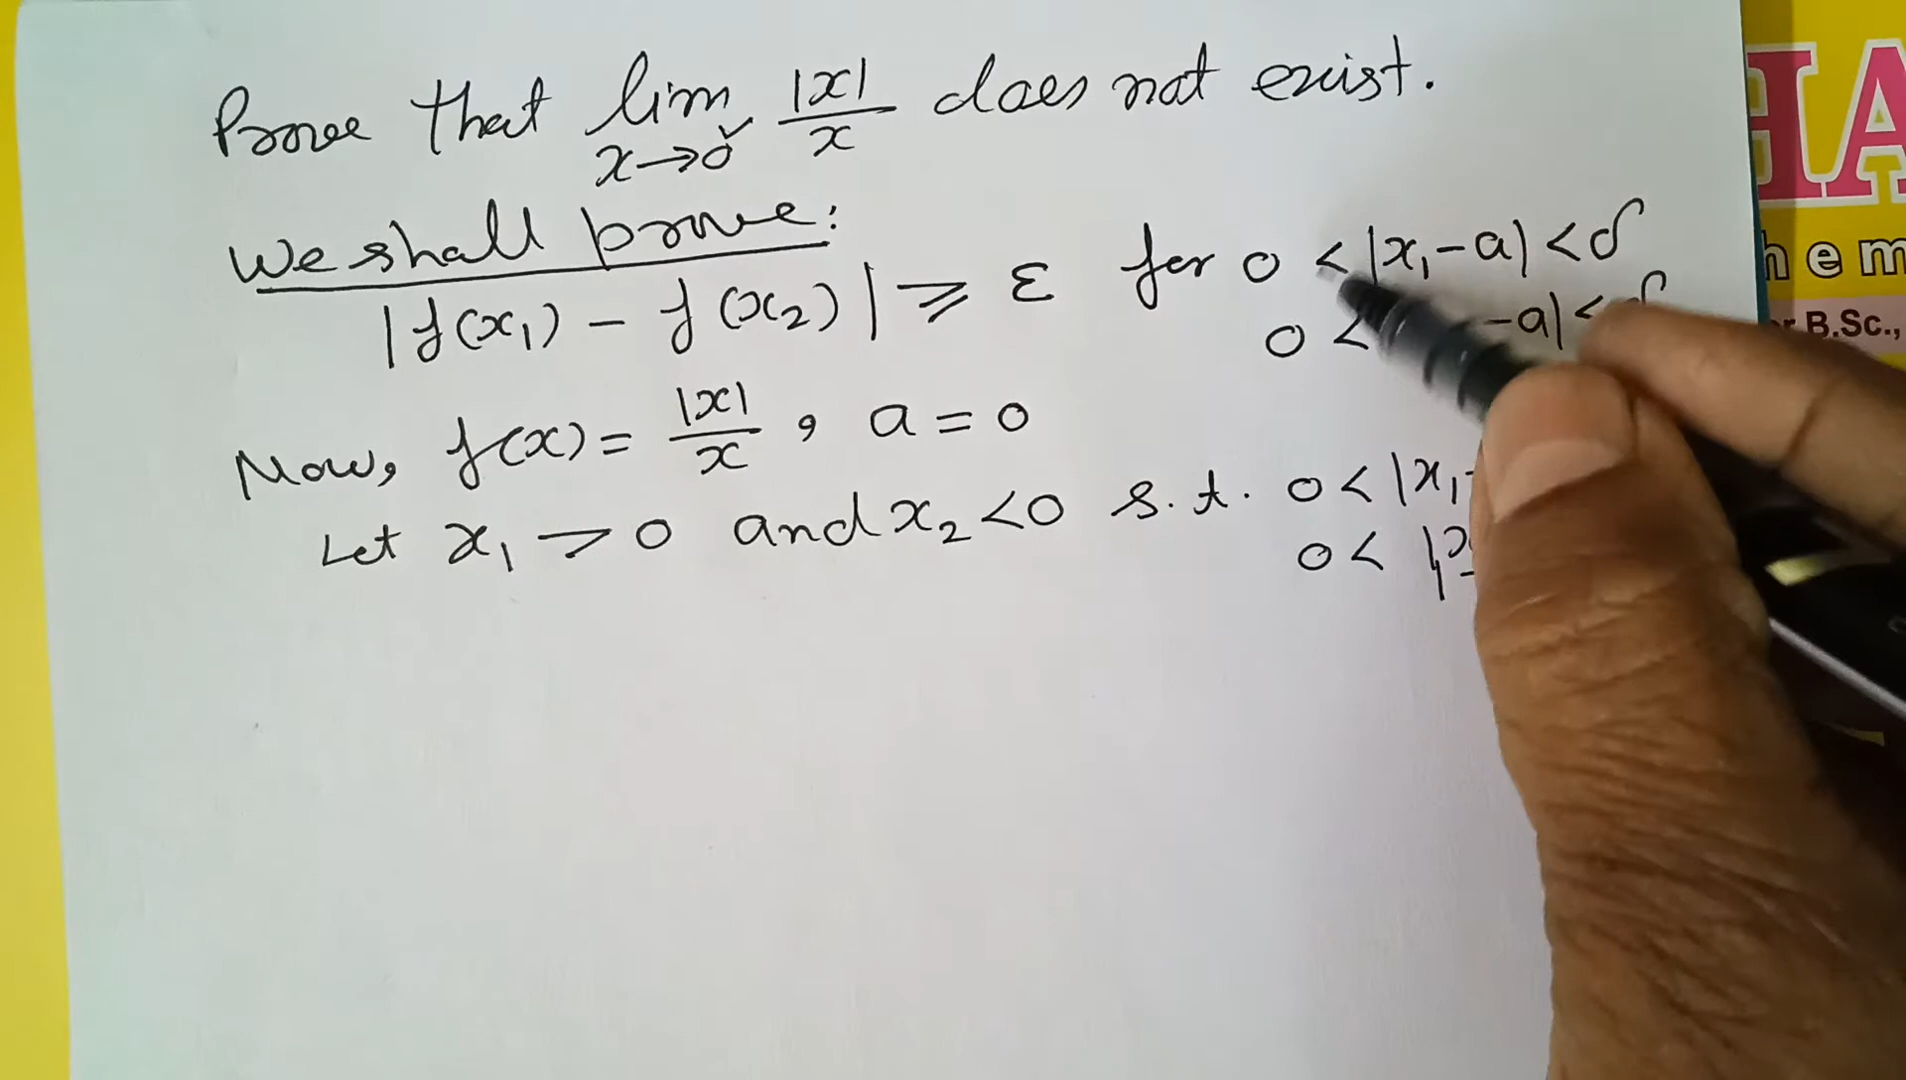 Prove that lim |x|/x does not exist.
x→0
We shall prove:
|f(x₁) - f(x₂)| ≥ ε for 0 < |x₁ - a| < δ
0 < - a| < δ
Now, f(x) = |x|/x , a = 0
Let x₁ > 0 and x₂ < 0 s.t. 0 < |x₁ -
0 < |x
HA
hem
B.Sc.,